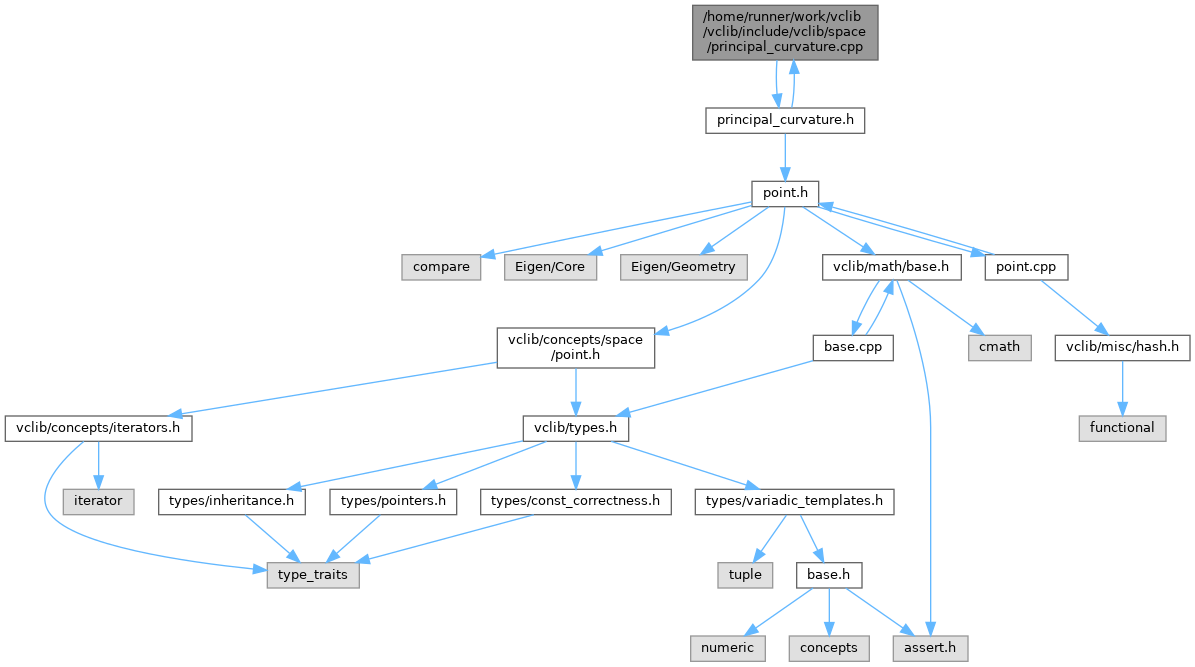 /home/runner/work/vclib
/vclib/include/vclib/space
/principal_curvature.cpp
principal_curvature.h
point.h
compare
Eigen/Core
Eigen/Geometry
vclib/math/base.h
point.cpp
vclib/concepts/space
/point.h
base.cpp
cmath
vclib/misc/hash.h
vclib/concepts/iterators.h
vclib/types.h
functional
iterator
types/inheritance.h
types/pointers.h
types/const_correctness.h
types/variadic_templates.h
type_traits
tuple
base.h
numeric
concepts
assert.h